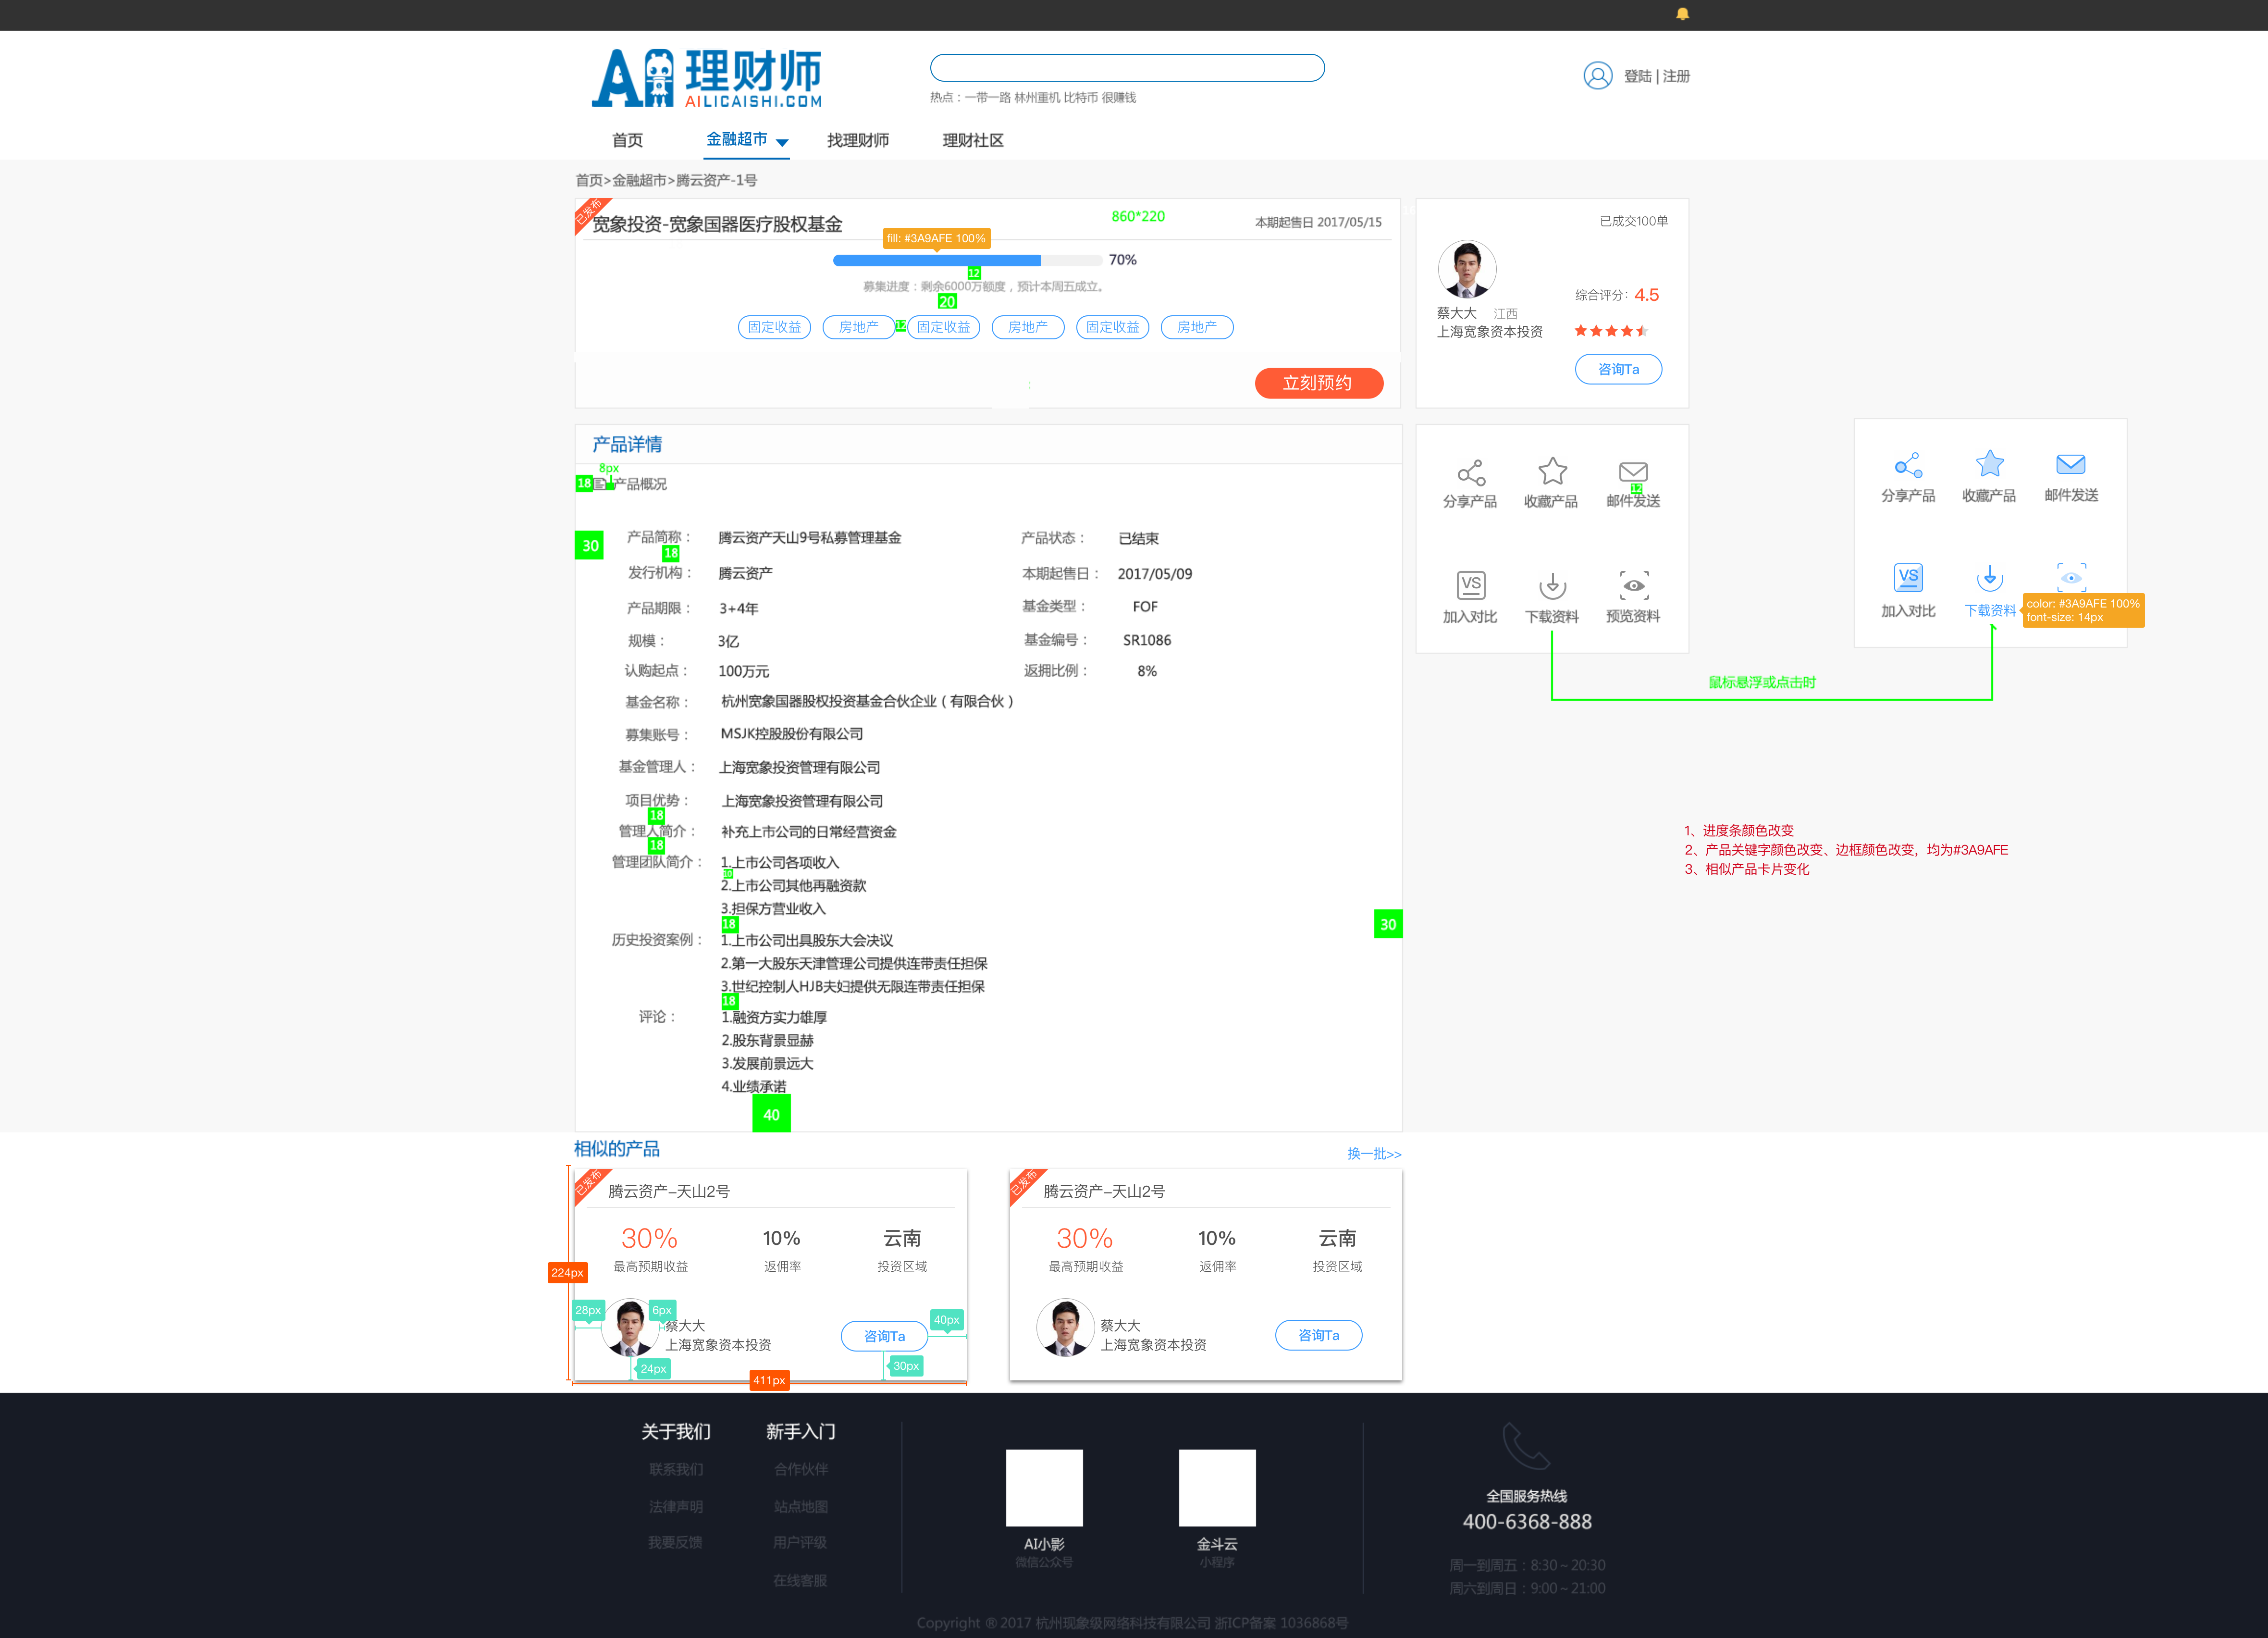 理财师
AILICAISHI.COM
热点：一带一路 林州重机 比特币 很赚钱
登陆 | 注册
首页 金融超市 找理财师 理财社区
首页>金融超市>腾云资产-1号
已发布
宽象投资-宽象国器医疗股权基金
860*220
本期起售日 2017/05/15
fill: #3A9AFE 100%
70%
12
募集进度：剩余6000万额度，预计本周五成立。
20
固定收益 房地产 12 固定收益 房地产 固定收益 房地产
立刻预约
已成交100单
综合评分： 4.5
蔡大大 江西
上海宽象资本投资
咨询Ta
产品详情
8px
18 产品概况
30
产品简称： 腾云资产天山9号私募管理基金 产品状态： 已结束
18
发行机构： 腾云资产 本期起售日： 2017/05/09
产品期限： 3+4年 基金类型： FOF
规模： 3亿 基金编号： SR1086
认购起点： 100万元 返拥比例： 8%
基金名称： 杭州宽象国器股权投资基金合伙企业（有限合伙）
募集账号： MSJK控股股份有限公司
基金管理人： 上海宽象投资管理有限公司
项目优势： 上海宽象投资管理有限公司
18
管理人简介： 补充上市公司的日常经营资金
18
管理团队简介： 1.上市公司各项收入
10
2.上市公司其他再融资款
3.担保方营业收入
18
30
历史投资案例： 1.上市公司出具股东大会决议
2.第一大股东天津管理公司提供连带责任担保
3.世纪控制人HJB夫妇提供无限连带责任担保
18
评论： 1.融资方实力雄厚
2.股东背景显赫
3.发展前景远大
4.业绩承诺
40
分享产品 收藏产品 邮件发送
12
VS
加入对比 下载资料 预览资料
分享产品 收藏产品 邮件发送
VS
加入对比 下载资料
color: #3A9AFE 100%
font-size: 14px
鼠标悬浮或点击时
1、进度条颜色改变
2、产品关键字颜色改变、边框颜色改变，均为#3A9AFE
3、相似产品卡片变化
相似的产品 换一批>>
已发布
腾云资产–天山2号
30% 10% 云南
最高预期收益 返佣率 投资区域
224px
28px 6px
蔡大大
上海宽象资本投资
咨询Ta
40px
24px
30px
411px
已发布
腾云资产–天山2号
30% 10% 云南
最高预期收益 返佣率 投资区域
蔡大大
上海宽象资本投资
咨询Ta
关于我们
联系我们
法律声明
我要反馈
新手入门
合作伙伴
站点地图
用户评级
在线客服
AI小影
微信公众号
金斗云
小程序
全国服务热线
400-6368-888
周一到周五：8:30 ~ 20:30
周六到周日：9:00 ~ 21:00
Copyright ® 2017 杭州现象级网络科技有限公司 浙ICP备案 1036868号